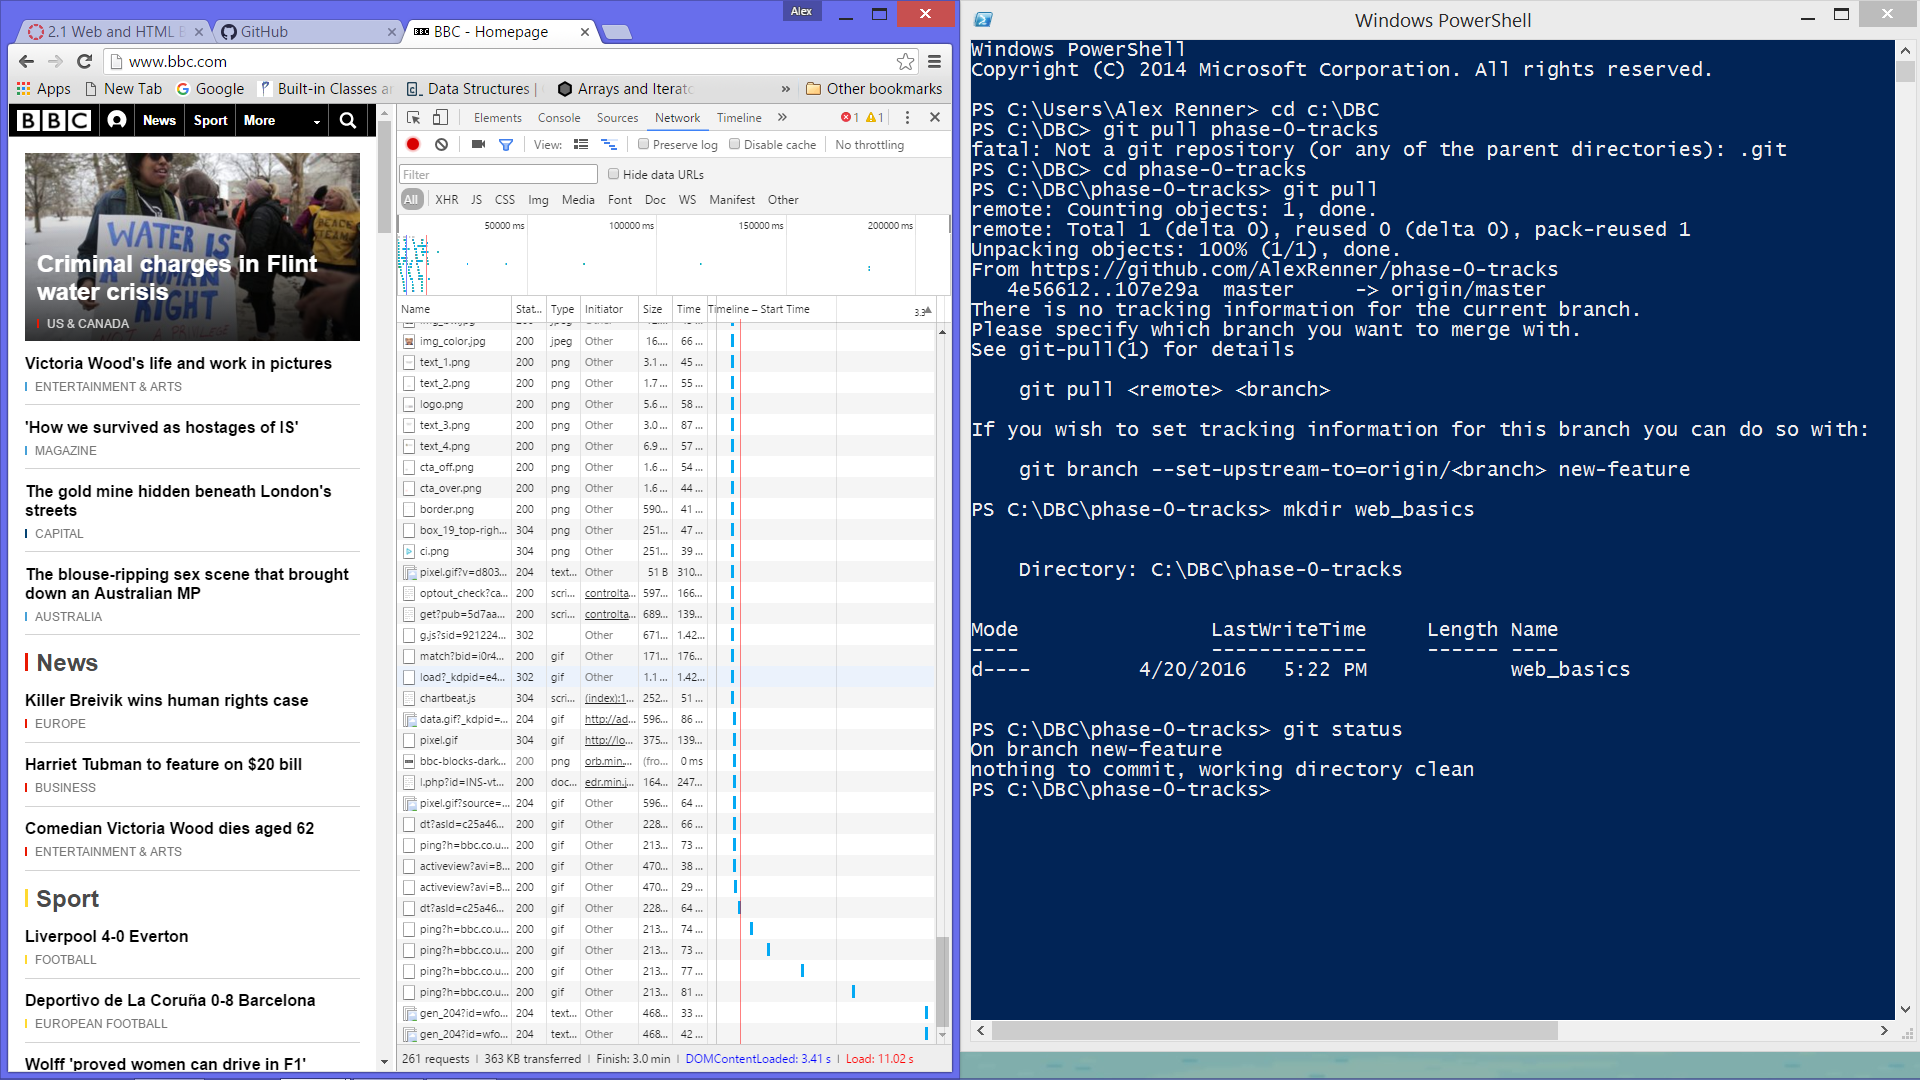 Alex
2.1 Web and HTML B
GitHub
BBC - Homepage
www.bbc.com
Apps
New Tab
Google
Built-in Classes a
Data Structures |
Arrays and Iterato
»
Other bookmarks
BBC
News
Sport
More
WATER IS
A HUMAN
RIGHT
PEACE
TEAM
Criminal charges in Flint
water crisis
US & CANADA
Victoria Wood's life and work in pictures
ENTERTAINMENT & ARTS
'How we survived as hostages of IS'
MAGAZINE
The gold mine hidden beneath London's
streets
CAPITAL
The blouse-ripping sex scene that brought
down an Australian MP
AUSTRALIA
News
Killer Breivik wins human rights case
EUROPE
Harriet Tubman to feature on $20 bill
BUSINESS
Comedian Victoria Wood dies aged 62
ENTERTAINMENT & ARTS
Sport
Liverpool 4-0 Everton
FOOTBALL
Deportivo de La Coruña 0-8 Barcelona
EUROPEAN FOOTBALL
Wolff 'proved women can drive in F1'
Elements Console Sources Network Timeline » 1 1
View: Preserve log Disable cache No throttling
Filter Hide data URLs
All XHR JS CSS Img Media Font Doc WS Manifest Other
50000 ms 100000 ms 150000 ms 200000 ms
Name Stat... Type Initiator Size Time Timeline – Start Time 3.3
img_color.jpg 200 jpeg Other 16.... 66 ...
text_1.png 200 png Other 3.1 ... 45 ...
text_2.png 200 png Other 1.7 ... 55 ...
logo.png 200 png Other 5.6 ... 58 ...
text_3.png 200 png Other 3.0 ... 87 ...
text_4.png 200 png Other 6.9 ... 57 ...
cta_off.png 200 png Other 1.6 ... 54 ...
cta_over.png 200 png Other 1.6 ... 44 ...
border.png 200 png Other 590... 41 ...
box_19_top-righ... 304 png Other 251... 47 ...
ci.png 304 png Other 251... 39 ...
pixel.gif?v=d803... 204 text... Other 51 B 310...
optout_check?ca... 200 scri... controlta... 597... 166...
get?pub=5d7aa... 200 scri... controlta... 689... 139...
g.js?sid=921224... 302 Other 671... 1.42...
match?bid=i0r4... 200 gif Other 171... 176...
load?_kdpid=e4... 302 gif Other 1.1 ... 1.42...
chartbeat.js 304 scri... (index):1... 252... 51 ...
data.gif?_kdpid=... 204 gif http://ad... 596... 86 ...
pixel.gif 304 gif http://lo... 375... 139...
bbc-blocks-dark... 200 png orb.min.... (fro... 0 ms
l.php?id=INS-vt... 200 doc... edr.min.j... 164... 247...
pixel.gif?source=... 204 gif Other 596... 64 ...
dt?asId=c25a46... 200 gif Other 228... 66 ...
ping?h=bbc.co.u... 200 gif Other 213... 73 ...
activeview?avi=B... 200 gif Other 470... 38 ...
activeview?avi=B... 200 gif Other 470... 29 ...
dt?asId=c25a46... 200 gif Other 228... 64 ...
ping?h=bbc.co.u... 200 gif Other 213... 74 ...
ping?h=bbc.co.u... 200 gif Other 213... 73 ...
ping?h=bbc.co.u... 200 gif Other 213... 77 ...
ping?h=bbc.co.u... 200 gif Other 213... 81 ...
gen_204?id=wfo... 204 text... Other 468... 33 ...
gen_204?id=wfo... 204 text... Other 468... 42 ...
261 requests | 363 KB transferred | Finish: 3.0 min | DOMContentLoaded: 3.41 s | Load: 11.02 s
Windows PowerShell
Windows PowerShell
Copyright (C) 2014 Microsoft Corporation. All rights reserved.
PS C:\Users\Alex Renner> cd c:\DBC
PS C:\DBC> git pull phase-0-tracks
fatal: Not a git repository (or any of the parent directories): .git
PS C:\DBC> cd phase-0-tracks
PS C:\DBC\phase-0-tracks> git pull
remote: Counting objects: 1, done.
remote: Total 1 (delta 0), reused 0 (delta 0), pack-reused 1
Unpacking objects: 100% (1/1), done.
From https://github.com/AlexRenner/phase-0-tracks
4e56612..107e29a master -> origin/master
There is no tracking information for the current branch.
Please specify which branch you want to merge with.
See git-pull(1) for details
git pull <remote> <branch>
If you wish to set tracking information for this branch you can do so with:
git branch --set-upstream-to=origin/<branch> new-feature
PS C:\DBC\phase-0-tracks> mkdir web_basics
Directory: C:\DBC\phase-0-tracks
Mode LastWriteTime Length Name
---- ------------- ------ ----
d---- 4/20/2016 5:22 PM web_basics
PS C:\DBC\phase-0-tracks> git status
On branch new-feature
nothing to commit, working directory clean
PS C:\DBC\phase-0-tracks>